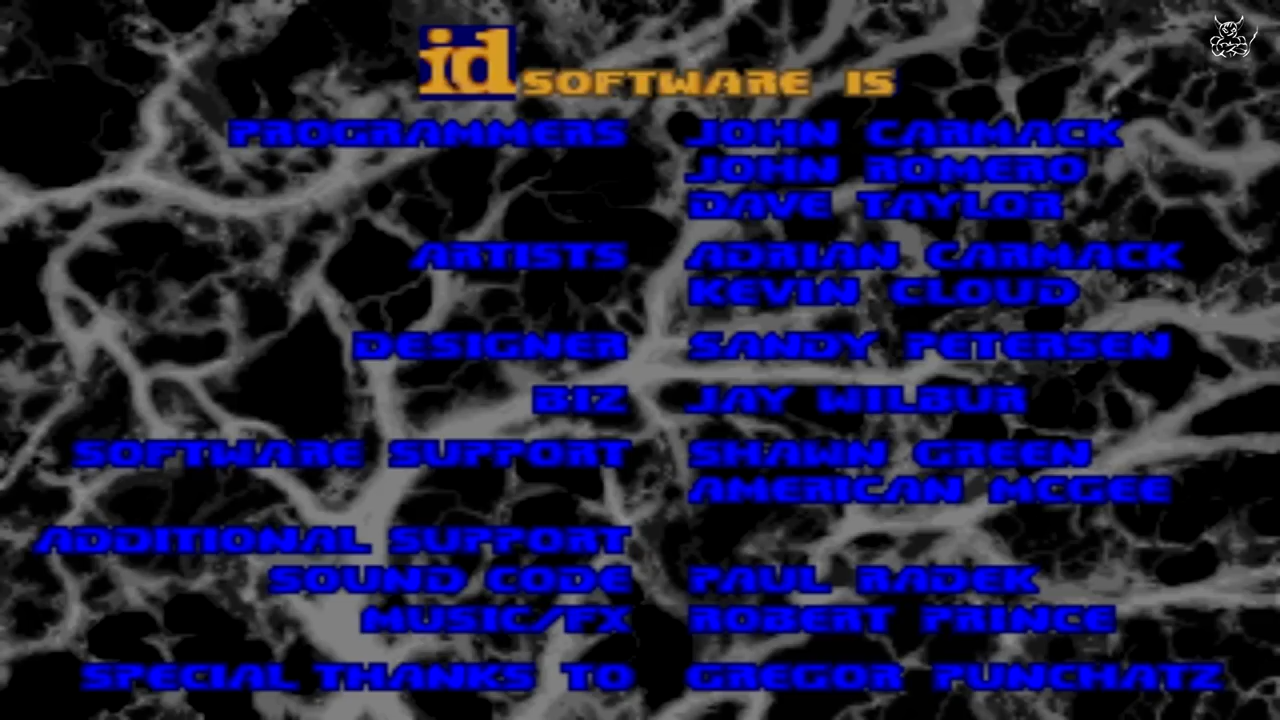 id SOFTWARE IS
PROGRAMMERS JOHN CARMACK
JOHN ROMERO
DAVE TAYLOR
ARTISTS ADRIAN CARMACK
KEVIN CLOUD
DESIGNER SANDY PETERSEN
BIZ JAY WILBUR
SOFTWARE SUPPORT SHAWN GREEN
AMERICAN MCGEE
ADDITIONAL SUPPORT
SOUND CODE PAUL RADEK
MUSIC/FX ROBERT PRINCE
SPECIAL THANKS TO GREGOR PUNCHATZ